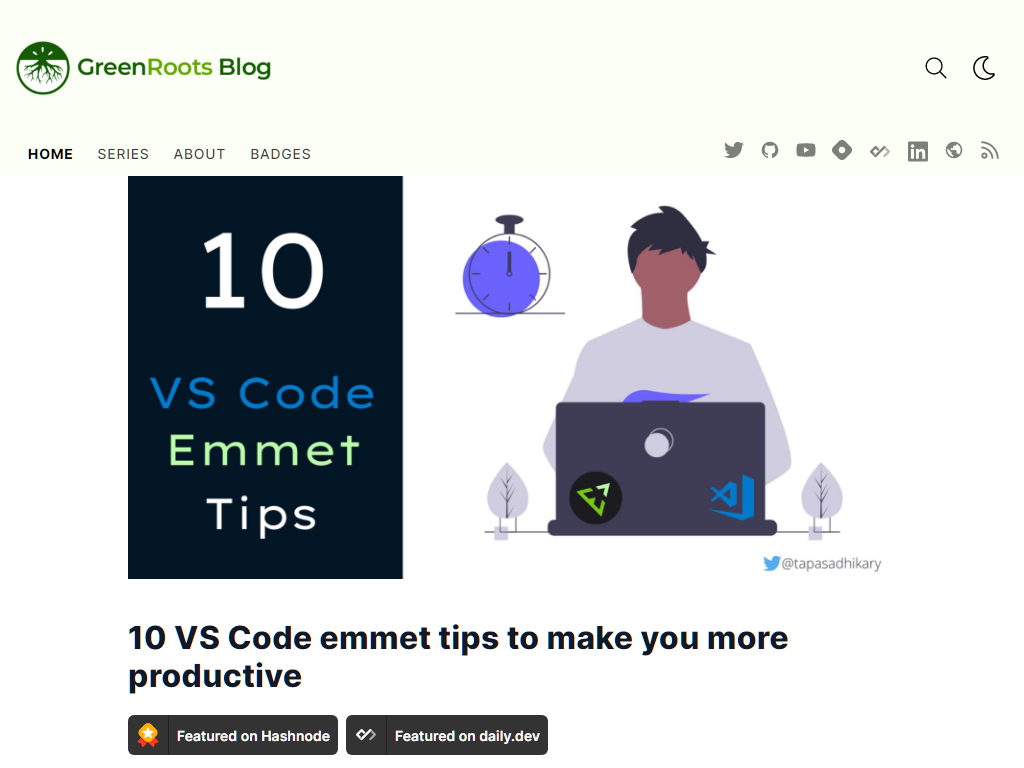 GreenRoots Blog
HOME SERIES ABOUT BADGES
in
10
VS Code
Emmet
Tips
@tapasadhikary
10 VS Code emmet tips to make you more
productive
Featured on Hashnode
Featured on daily.dev